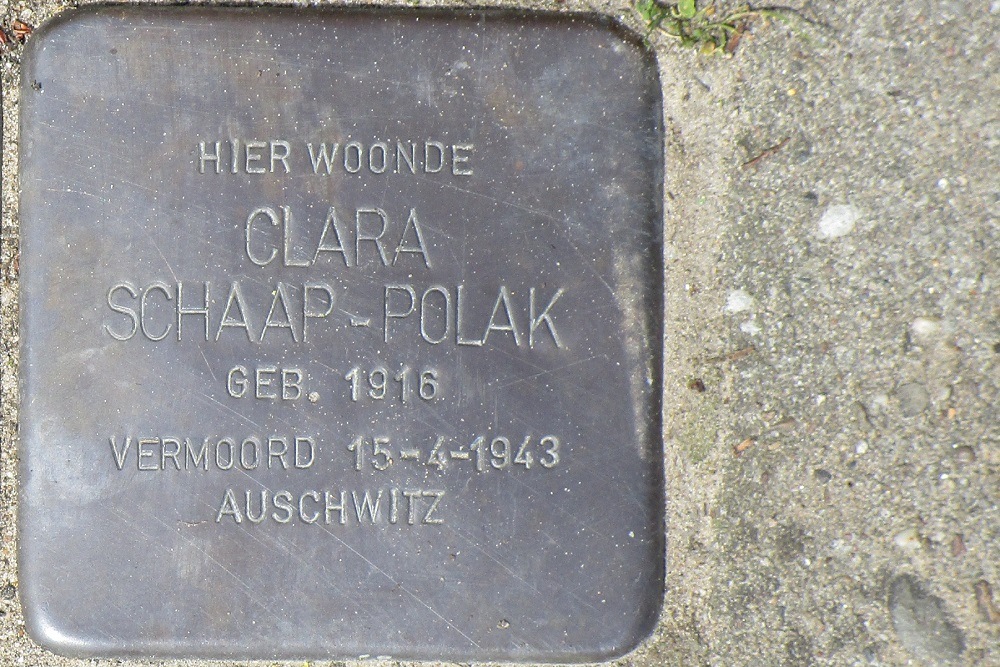 HIER WOONDE
CLARA
SCHAAP-POLAK
GEB. 1916
VERMOORD 15-4-1943
AUSCHWITZ